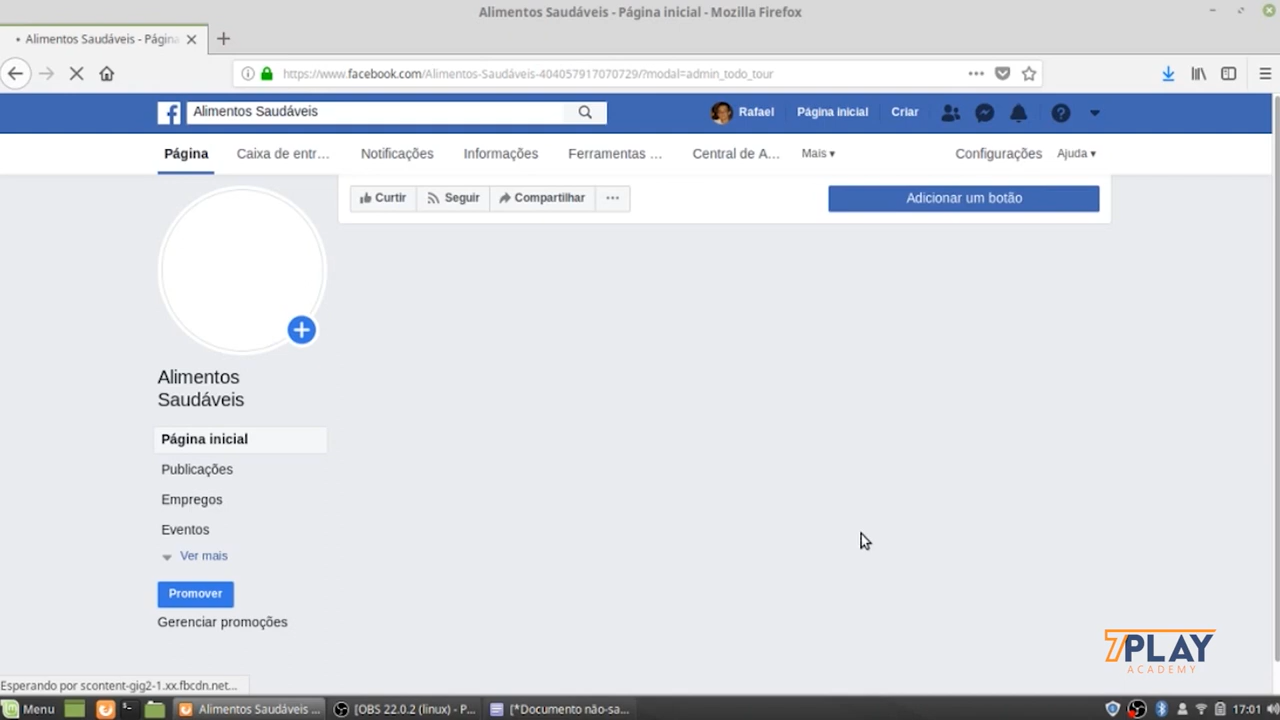 Alimentos Saudáveis - Página inicial - Mozilla Firefox
Alimentos Saudáveis - Página
https://www.facebook.com/Alimentos-Saudáveis-404057917070729/?modal=admin_todo_tour
Alimentos Saudáveis
Rafael
Página inicial
Criar
Página
Caixa de entr...
Notificações
Informações
Ferramentas ...
Central de A...
Mais
Configurações
Ajuda
Curtir
Seguir
Compartilhar
Adicionar um botão
Alimentos
Saudáveis
Página inicial
Publicações
Empregos
Eventos
Ver mais
Promover
Gerenciar promoções
7PLAY
ACADEMY
Esperando por scontent-gig2-1.xx.fbcdn.net...
Menu
Alimentos Saudáveis ...
[OBS 22.0.2 (linux) - P...
[*Documento não-sa...
17:01